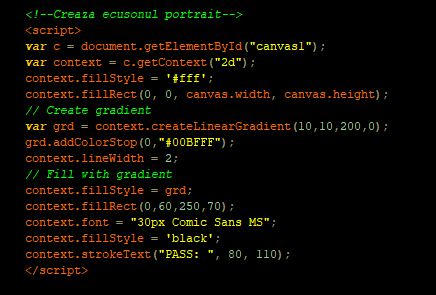 <!--Creaza ecusonul portrait-->
<script>
var c = document.getElementById("canvas1");
var context = c.getContext("2d");
context.fillStyle = '#fff';
context.fillRect(0, 0, canvas.width, canvas.height);
// Create gradient
var grd = context.createLinearGradient(10,10,200,0);
grd.addColorStop(0,"#00BFFF");
context.lineWidth = 2;
// Fill with gradient
context.fillStyle = grd;
context.fillRect(0,60,250,70);
context.font = "30px Comic Sans MS";
context.fillStyle = 'black';
context.strokeText("PASS: ", 80, 110);
</script>